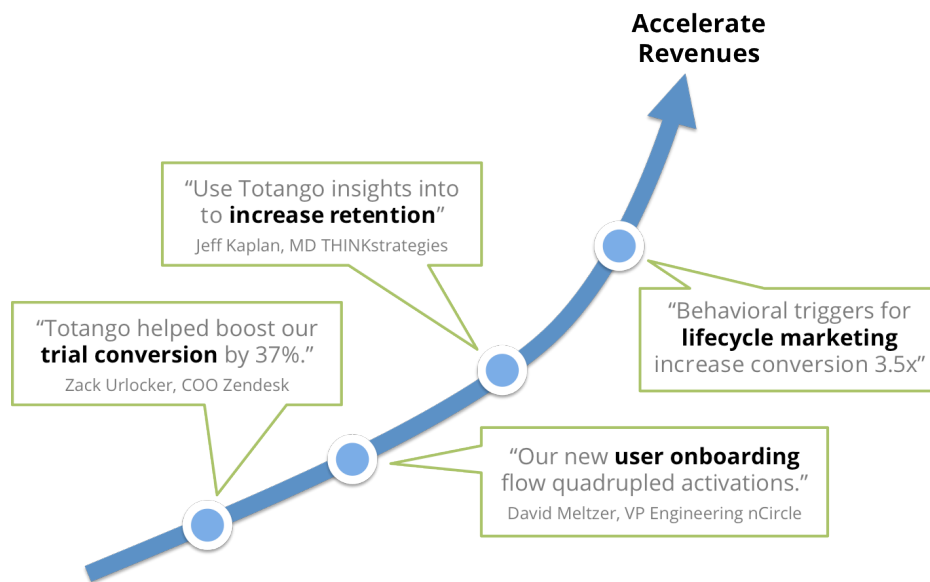 Accelerate
Revenues
“Use Totango insights into
to increase retention”
Jeff Kaplan, MD THINKstrategies
“Behavioral triggers for
lifecycle marketing
increase conversion 3.5x”
“Totango helped boost our
trial conversion by 37%.”
Zack Urlocker, COO Zendesk
“Our new user onboarding
flow quadrupled activations.”
David Meltzer, VP Engineering nCircle